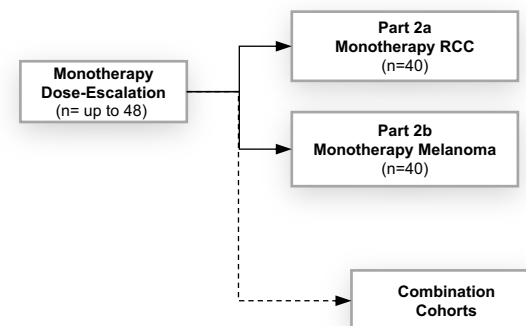 Part 2a
Monotherapy RCC
(n=40)
Monotherapy
Dose-Escalation
(n= up to 48)
Part 2b
Monotherapy Melanoma
(n=40)
Combination
Cohorts